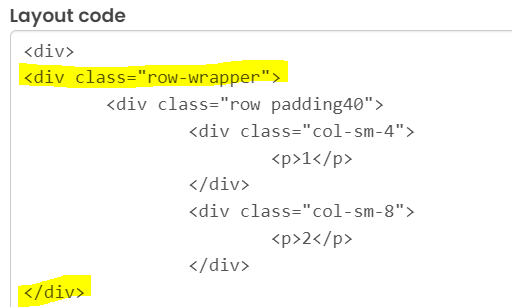 Layout code
<div>
<div class="row-wrapper">
<div class="row padding40">
<div class="col-sm-4">
<p>1</p>
</div>
<div class="col-sm-8">
<p>2</p>
</div>
</div>